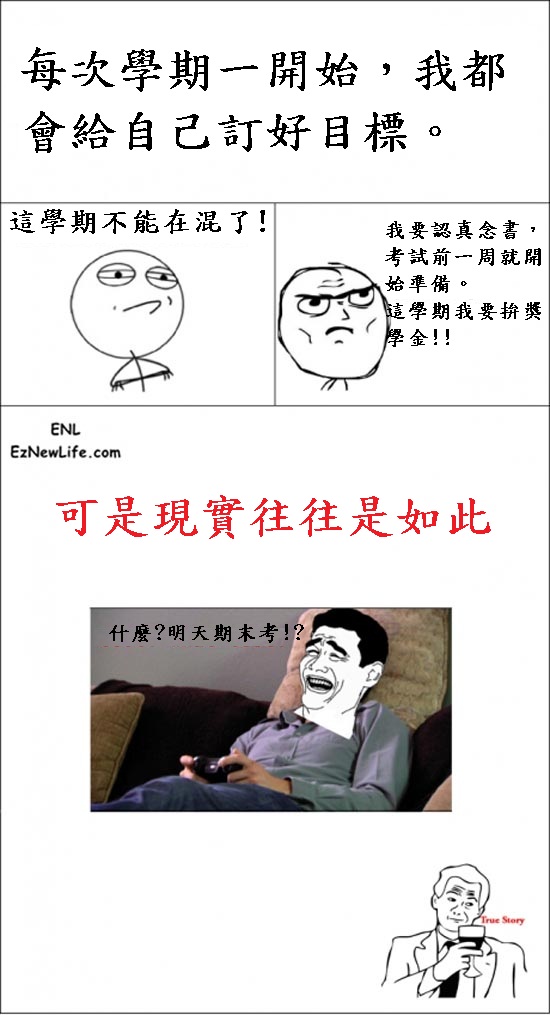 每次學期一開始，我都
會給自己訂好目標。
這學期不能在混了!
我要認真念書，
考試前一周就開
始準備。
這學期我要拚獎
學金!!
ENL
EzNewLife.com
可是現實往往是如此
什麼?明天期末考!?
True Story